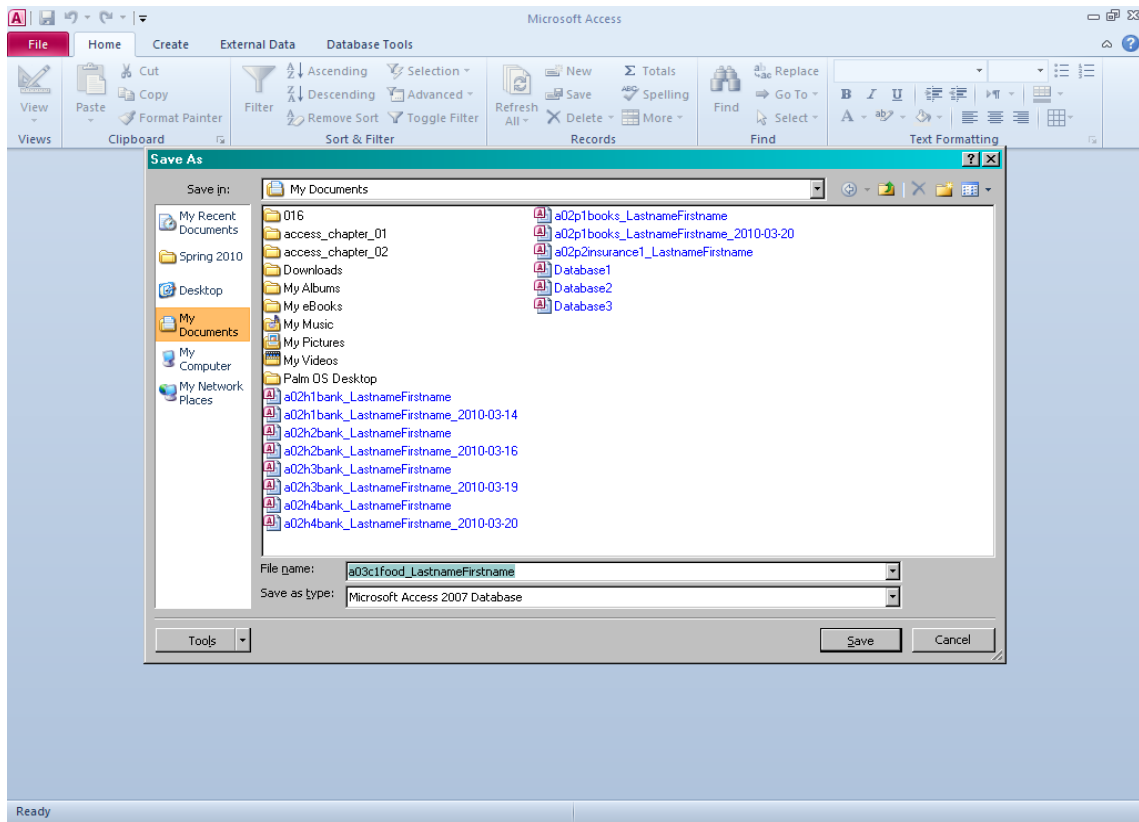 Microsoft Access
File Home Create External Data Database Tools
View
Views
Paste
Cut
Copy
Format Painter
Clipboard
Filter
Ascending
Descending
Remove Sort
Selection
Advanced
Toggle Filter
Sort & Filter
Refresh
All
New
Save
Delete
Totals
Spelling
More
Records
Find
Replace
Go To
Select
Find
B I U
A ab
Text Formatting
Save As
Save in: My Documents
My Recent
Documents
Spring 2010
Desktop
My
Documents
My
Computer
My Network
Places
016
access_chapter_01
access_chapter_02
Downloads
My Albums
My eBooks
My Music
My Pictures
My Videos
Palm OS Desktop
a02h1bank_LastnameFirstname
a02h1bank_LastnameFirstname_2010-03-14
a02h2bank_LastnameFirstname
a02h2bank_LastnameFirstname_2010-03-16
a02h3bank_LastnameFirstname
a02h3bank_LastnameFirstname_2010-03-19
a02h4bank_LastnameFirstname
a02h4bank_LastnameFirstname_2010-03-20
a02p1books_LastnameFirstname
a02p1books_LastnameFirstname_2010-03-20
a02p2insurance1_LastnameFirstname
Database1
Database2
Database3
File name: a03c1food_LastnameFirstname
Save as type: Microsoft Access 2007 Database
Tools Save Cancel
Ready